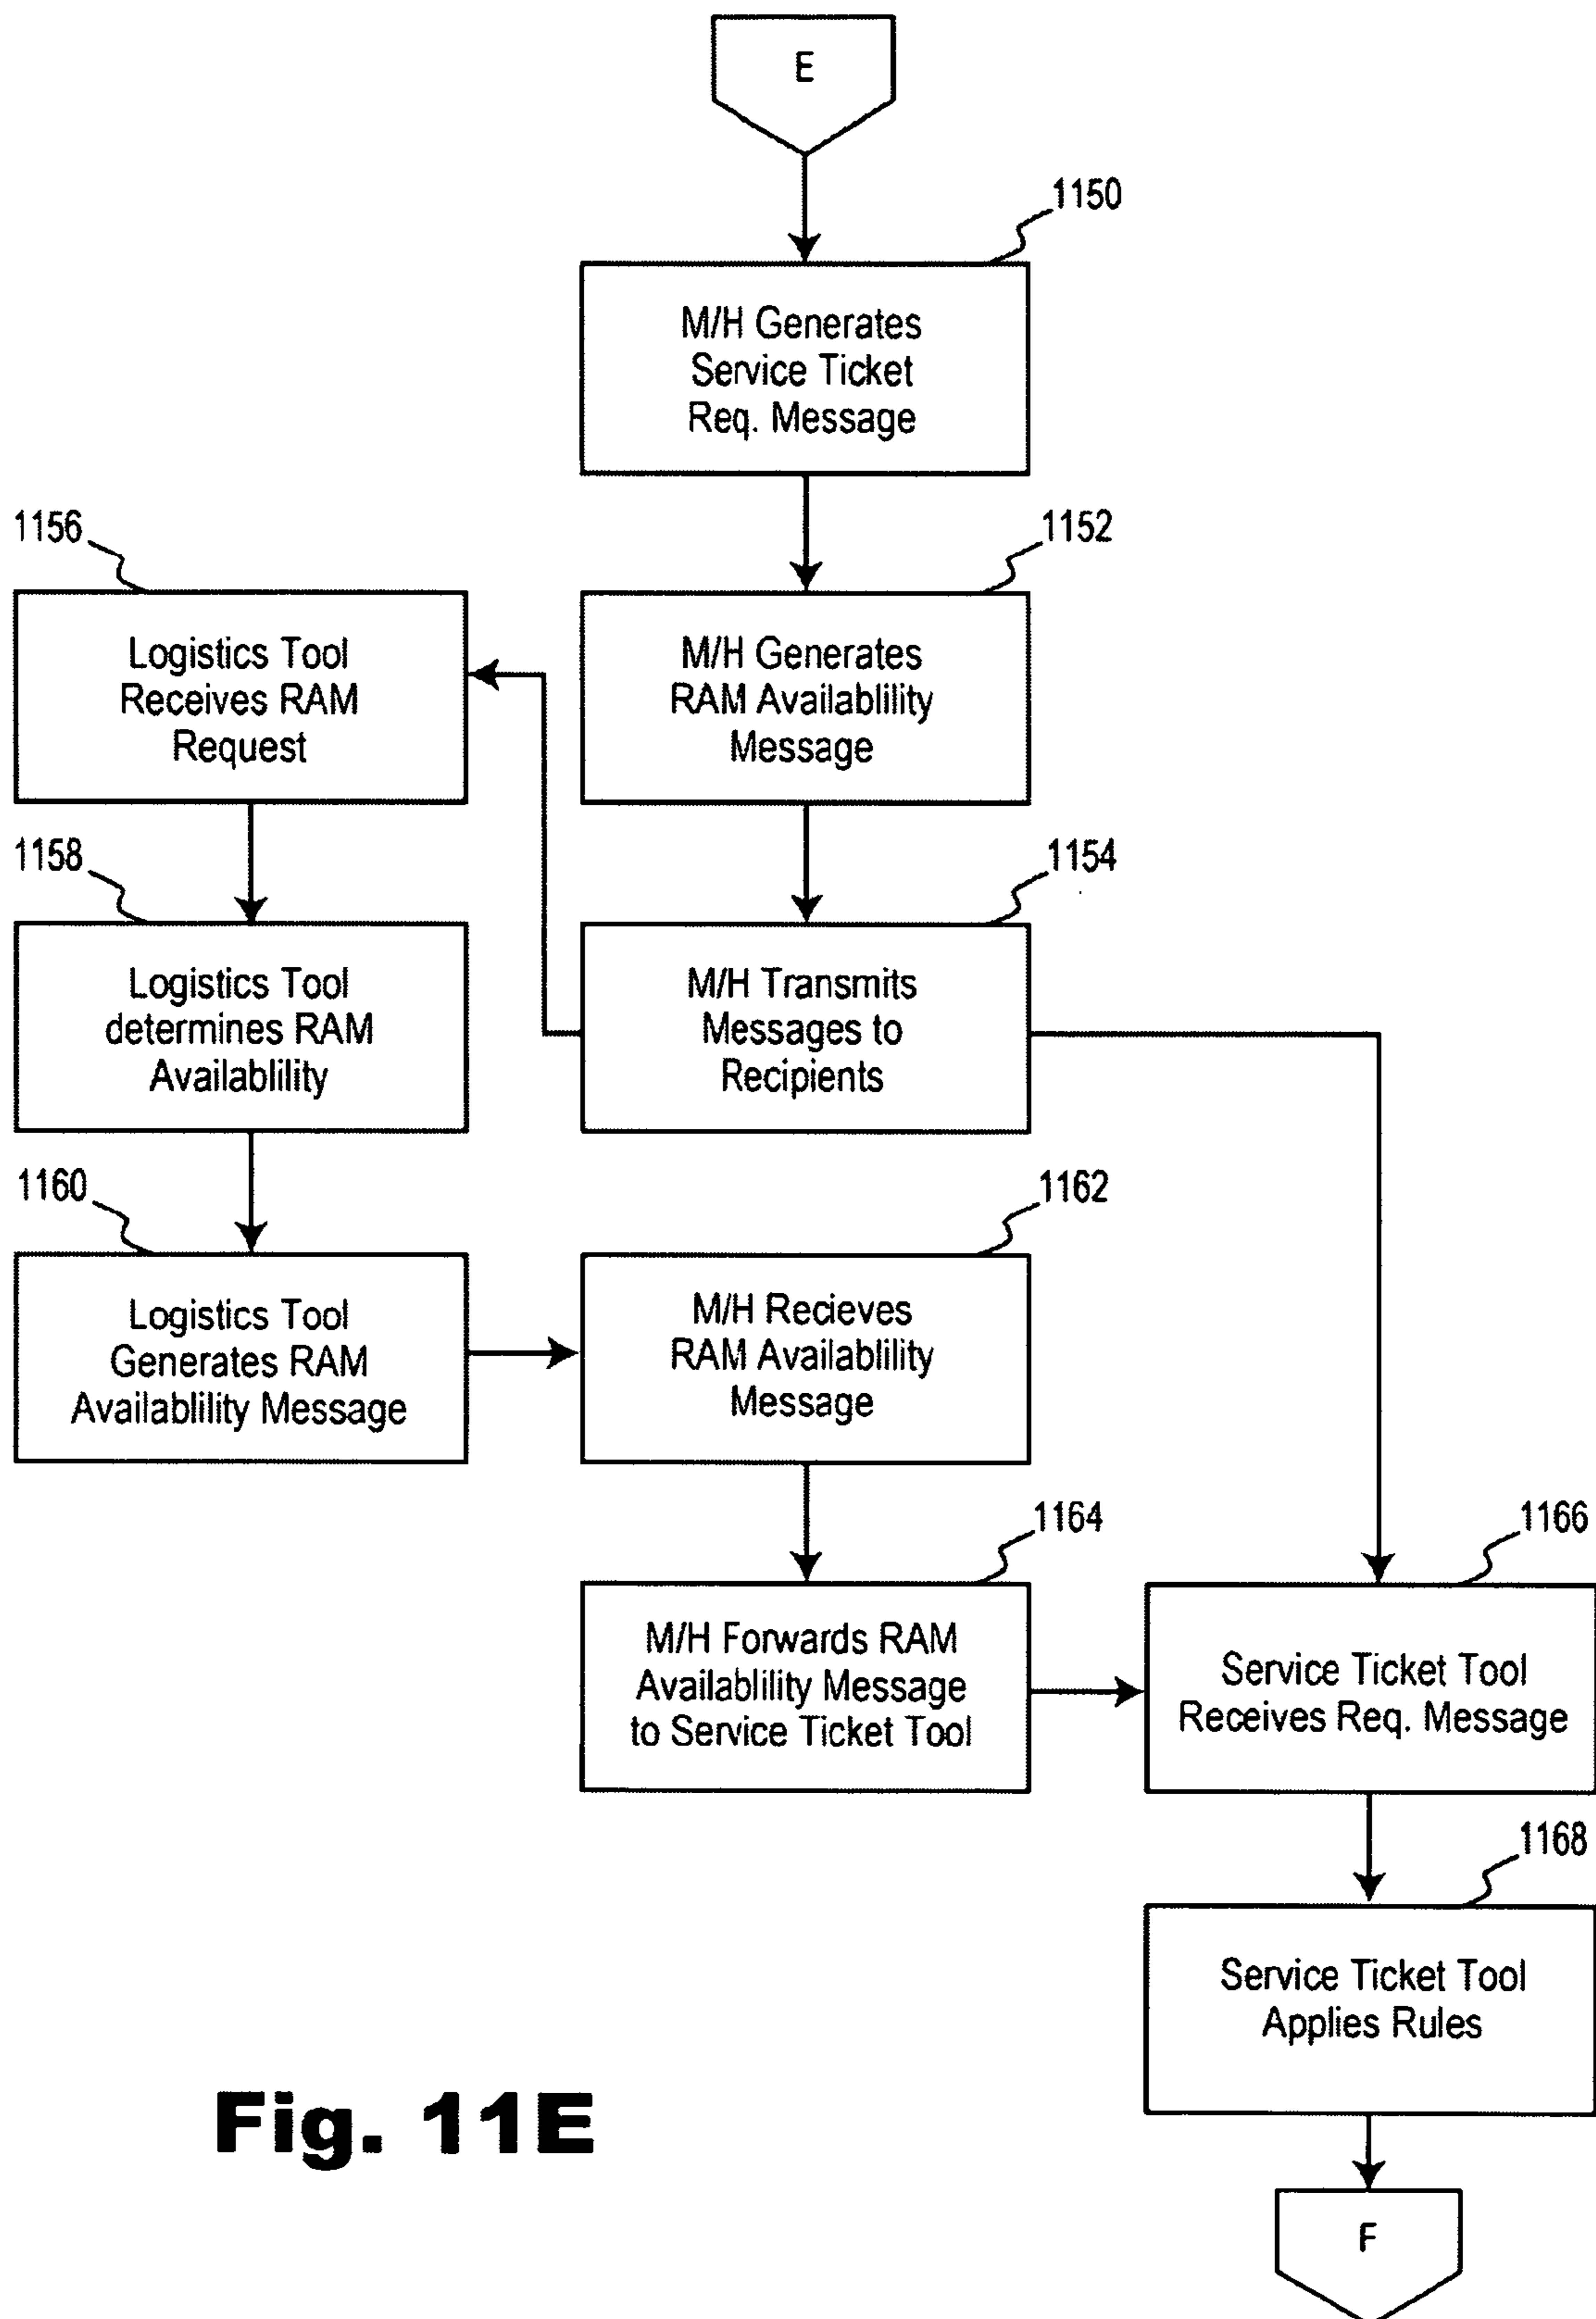 E
1150
M/H Generates
Service Ticket
Req. Message
1156
1152
Logistics Tool
Receives RAM
Request
M/H Generates
RAM Availablility
Message
1158
1154
Logistics Tool
determines RAM
Availablility
M/H Transmits
Messages to
Recipients
1160
1162
Logistics Tool
Generates RAM
Availablility Message
M/H Recieves
RAM Availablility
Message
1164
1166
M/H Forwards RAM
Availablility Message
to Service Ticket Tool
Service Ticket Tool
Receives Req. Message
1168
Service Ticket Tool
Applies Rules
Fig. 11E
F